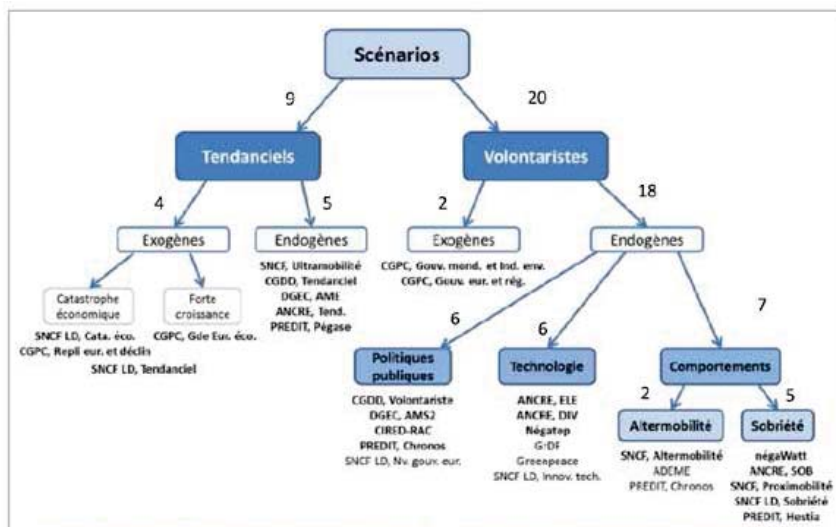 Scénarios
9
20
Tendanciels
Volontaristes
4
5
2
18
Exogènes
Endogènes
Exogènes
Endogènes
SNCF, Ultramobilité
CGDD, Tendanciel
DGEC, AME
ANCRE, Tend.
PREDIT, Pégase
CGPC, Gouv. mond. et Ind. env.
CGPC, Gouv. eur. et rég.
Catastrophe
économique
Forte
croissance
SNCF LD, Cata. éco.
CGPC, Repli eur. et déclin
CGPC, Gde Eur. éco.
SNCF LD, Tendanciel
6
6
7
Politiques
publiques
Technologie
Comportements
CGDD, Volontariste
DGEC, AMS2
CIRED-RAC
PREDIT, Chronos
SNCF LD, Nv. gouv. eur.
ANCRE, ELE
ANCRE, DIV
Négatep
GrDF
Greenpeace
SNCF LD, Innov. tech.
2
5
Altermobilité
Sobriété
SNCF, Altermobilité
ADEME
PREDIT, Chronos
négaWatt
ANCRE, SOB
SNCF, Proximobilité
SNCF LD, Sobriété
PREDIT, Hestia